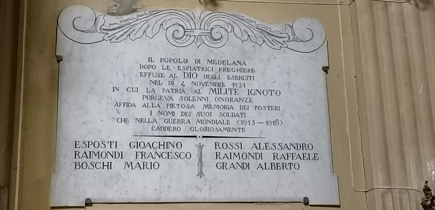 IL POPOLO DI MEDELANA
DOPO LE ESPIATRICI PREGHIERE
EFFUSE AL DIO DEGLI ESERCITI
NEL DÌ 4 NOVEMBRE 1921
IN CUI LA PATRIA AL MILITE IGNOTO
PORGEVA SOLENNI ONORANZE
AFFIDA ALLA PIETOSA MEMORIA DEI POSTERI
I NOMI DEI SUOI SOLDATI
CHE NELLA GUERRA MONDIALE (1915-1918)
CADDERO GLORIOSAMENTE
ESPOSTI GIOACHINO
RAIMONDI FRANCESCO
BOSCHI MARIO
ROSSI ALESSANDRO
RAIMONDI RAFFAELE
GRANDI ALBERTO